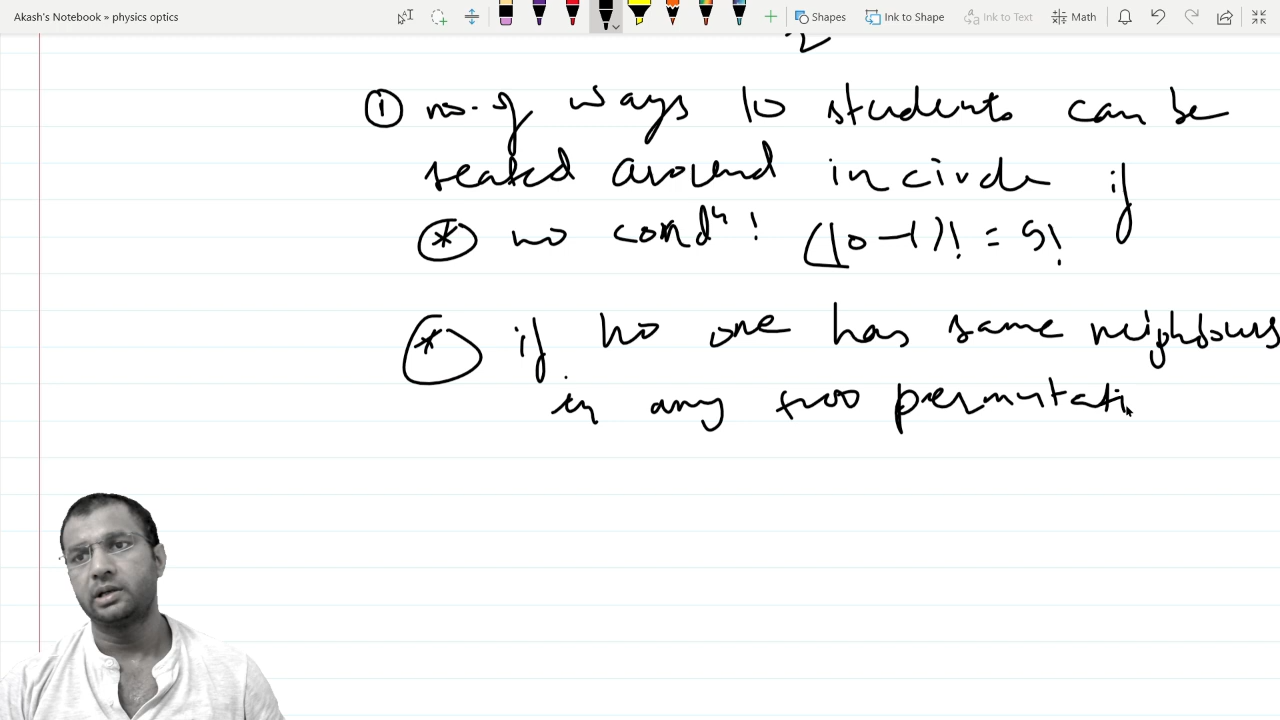 Akash's Notebook » physics optics
Shapes Ink to Shape Ink to Text Math
2
① no. of ways 10 students can be
seated around in circle if
* no condⁿ: (10-1)! = 9!
* if no one has same neighbours
in any two permutati